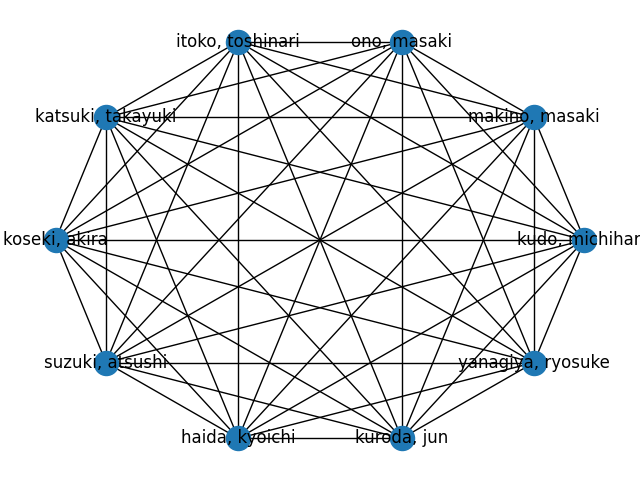 itoko, toshinari
ono, masaki
katsuki, takayuki
makino, masaki
koseki, akira
kudo, michihar
suzuki, atsushi
yanagiya, ryosuke
haida, kyoichi
kuroda, jun